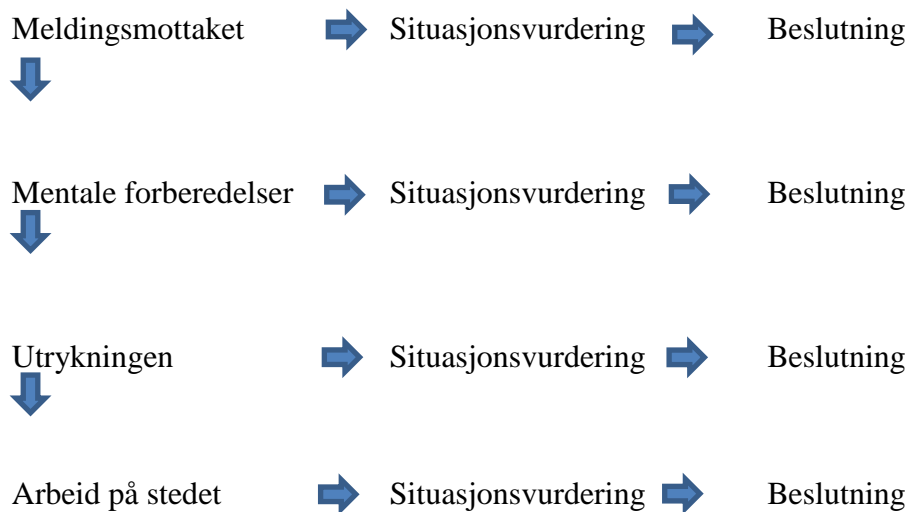 Meldingsmottaket Situasjonsvurdering Beslutning
Mentale forberedelser Situasjonsvurdering Beslutning
Utrykningen Situasjonsvurdering Beslutning
Arbeid på stedet Situasjonsvurdering Beslutning